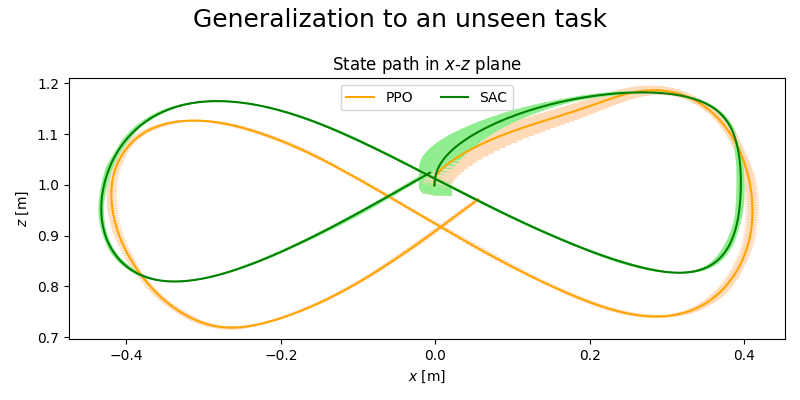 Generalization to an unseen task
State path in x-z plane
PPO SAC
1.2
1.1
1.0
0.9
0.8
0.7
z [m]
−0.4 −0.2 0.0 0.2 0.4
x [m]